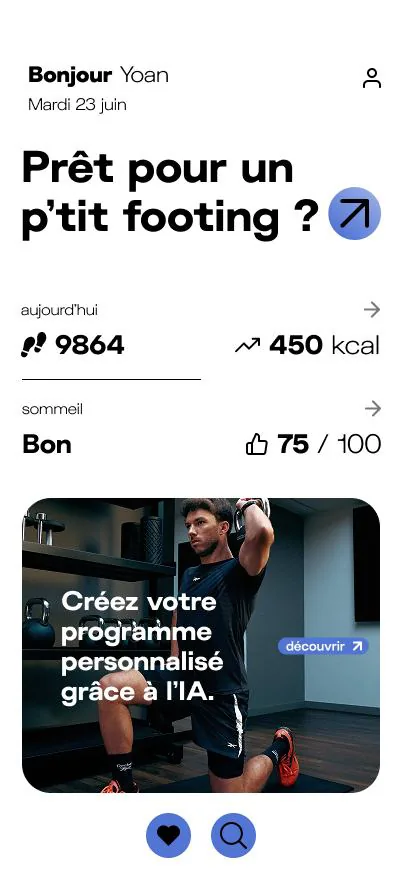 Bonjour Yoan
Mardi 23 juin
Prêt pour un
p’tit footing ?
aujourd’hui
9864
450 kcal
sommeil
Bon
75 / 100
Créez votre
programme
personnalisé
grâce à l’IA.
découvrir